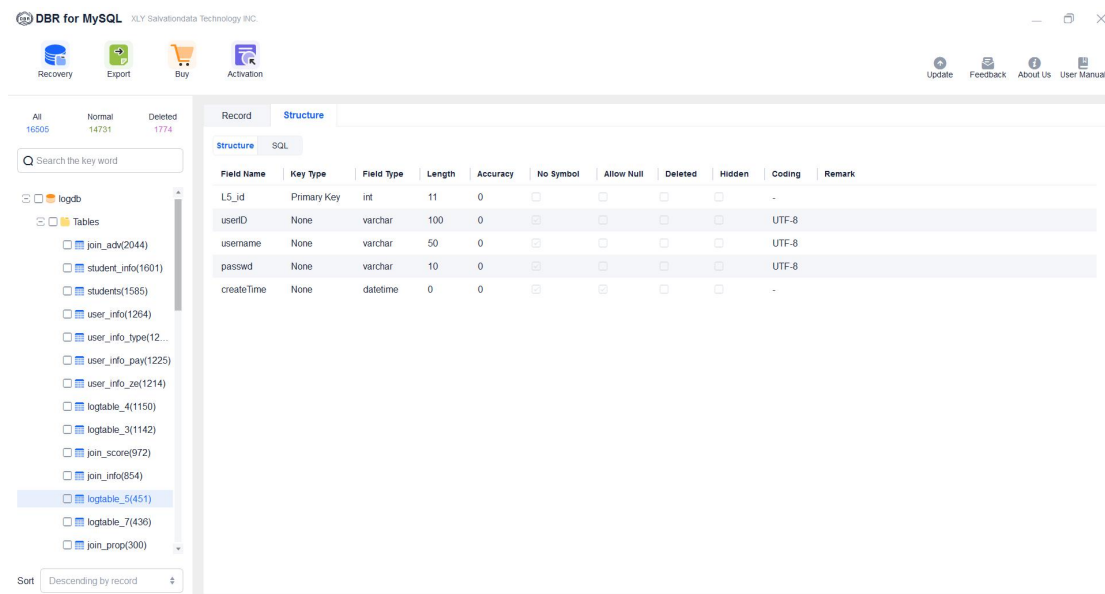 DBR for MySQL XLY Salvationdata Technology INC.
Recovery Export Buy Activation
Update Feedback About Us User Manual
All Normal Deleted
16505 14731 1774
Search the key word
logdb
Tables
join_adv(2044)
student_info(1601)
students(1585)
user_info(1264)
user_info_type(12...
user_info_pay(1225)
user_info_ze(1214)
logtable_4(1150)
logtable_3(1142)
join_score(972)
join_info(854)
logtable_5(451)
logtable_7(436)
join_prop(300)
Sort Descending by record
Record Structure
Structure SQL
Field Name Key Type Field Type Length Accuracy No Symbol Allow Null Deleted Hidden Coding Remark
L5_id Primary Key int 11 0 -
userID None varchar 100 0 UTF-8
username None varchar 50 0 UTF-8
passwd None varchar 10 0 UTF-8
createTime None datetime 0 0 -